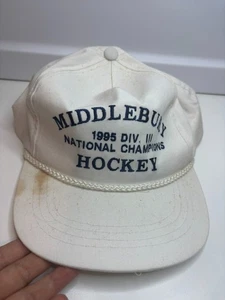 MIDDLEBURY
1995 DIV. III
NATIONAL CHAMPIONS
HOCKEY